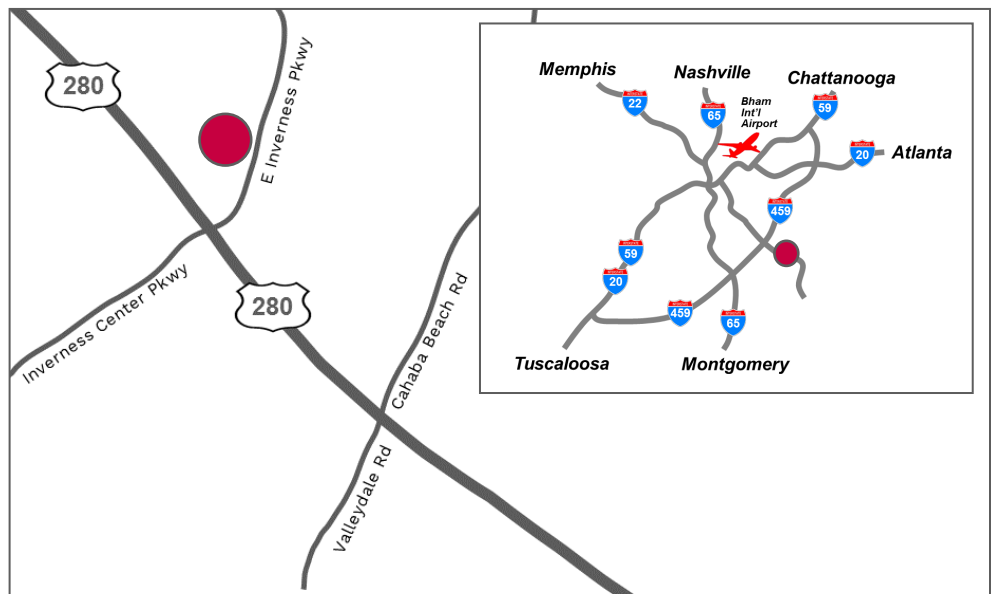 280
E Inverness Pkwy
Inverness Center Pkwy
280
Cahaba Beach Rd
Valleydale Rd
Memphis
Nashville
Chattanooga
22
65
Bham
Int'l
Airport
59
20
Atlanta
459
59
20
459
65
Tuscaloosa
Montgomery